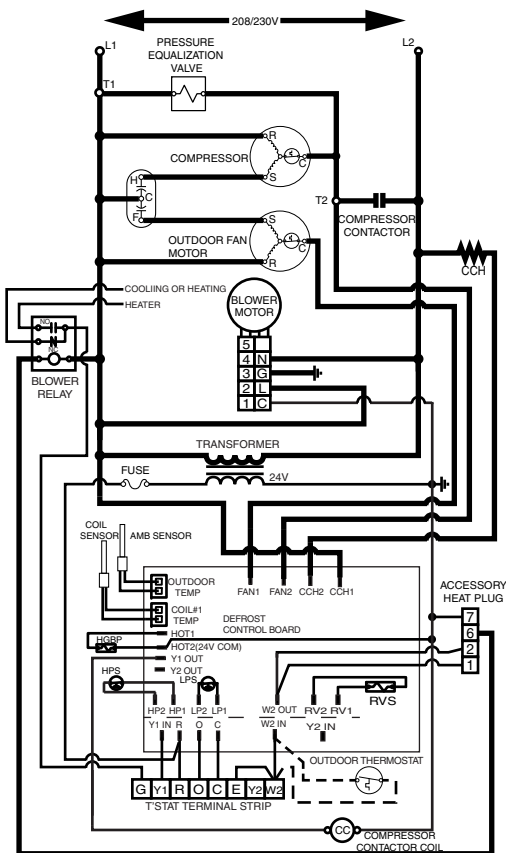 208/230V
L1
L2
PRESSURE
EQUALIZATION
VALVE
T1
R
COMPRESSOR
C
S
H
C
F
T2
COMPRESSOR
CONTACTOR
S
OUTDOOR FAN
MOTOR
C
R
CCH
COOLING OR HEATING
HEATER
BLOWER
MOTOR
NO
NC
BLOWER
RELAY
5
4 N
3 G
2 L
1 C
TRANSFORMER
FUSE
24V
COIL
SENSOR
AMB SENSOR
OUTDOOR
TEMP
FAN1
FAN2
CCH2
CCH1
ACCESSORY
HEAT PLUG
COIL#1
TEMP
DEFROST
CONTROL BOARD
7
6
2
1
HGBP
HOT1
HOT2(24V COM)
Y1 OUT
Y2 OUT
HPS
LPS
RVS
HP2 HP1 LP2 LP1
W2 OUT
RV2 RV1
Y1 IN R O C
W2 IN
Y2 IN
OUTDOOR THERMOSTAT
G Y1 R O C E Y2 W2
T'STAT TERMINAL STRIP
CC
COMPRESSOR
CONTACTOR COIL